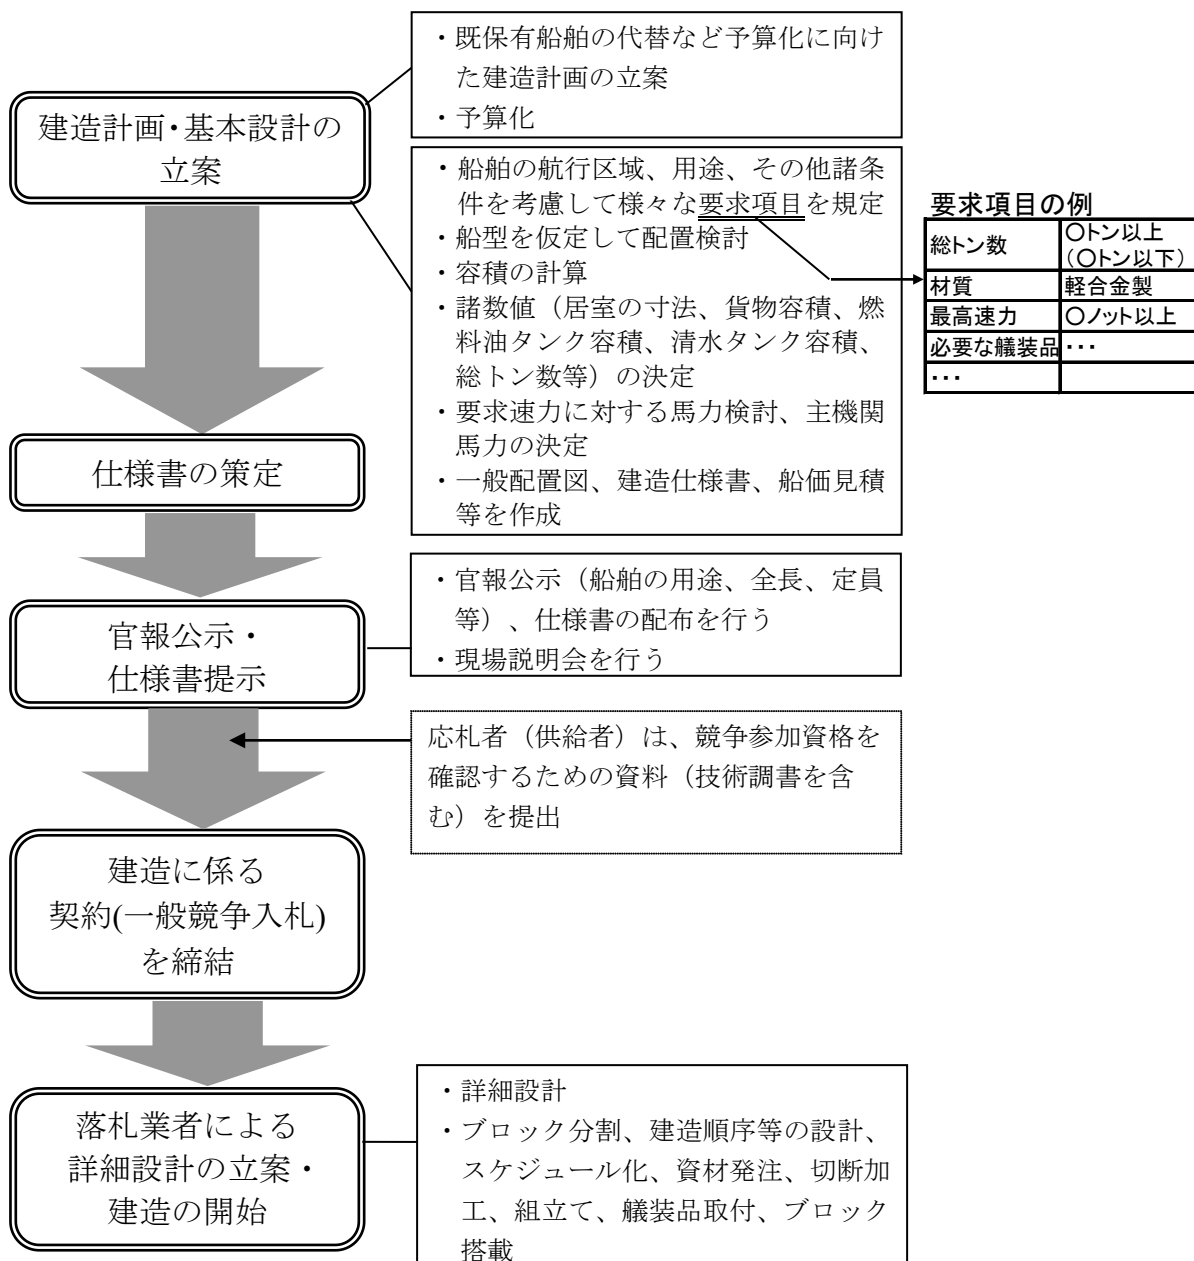 ・既保有船舶の代替など予算化に向け
た建造計画の立案
・予算化
建造計画・基本設計の
立案
・船舶の航行区域、用途、その他諸条
件を考慮して様々な要求項目を規定
・船型を仮定して配置検討
・容積の計算
・諸数値（居室の寸法、貨物容積、燃
料油タンク容積、清水タンク容積、
総トン数等）の決定
・要求速力に対する馬力検討、主機関
馬力の決定
・一般配置図、建造仕様書、船価見積
等を作成
要求項目の例
総トン数 〇トン以上
（〇トン以下）
材質 軽合金製
最高速力 〇ノット以上
必要な艤装品 ・・・
・・・
仕様書の策定
・官報公示（船舶の用途、全長、定員
等）、仕様書の配布を行う
・現場説明会を行う
官報公示・
仕様書提示
応札者（供給者）は、競争参加資格を
確認するための資料（技術調書を含
む）を提出
建造に係る
契約(一般競争入札)
を締結
落札業者による
詳細設計の立案・
建造の開始
・詳細設計
・ブロック分割、建造順序等の設計、
スケジュール化、資材発注、切断加
工、組立て、艤装品取付、ブロック
搭載